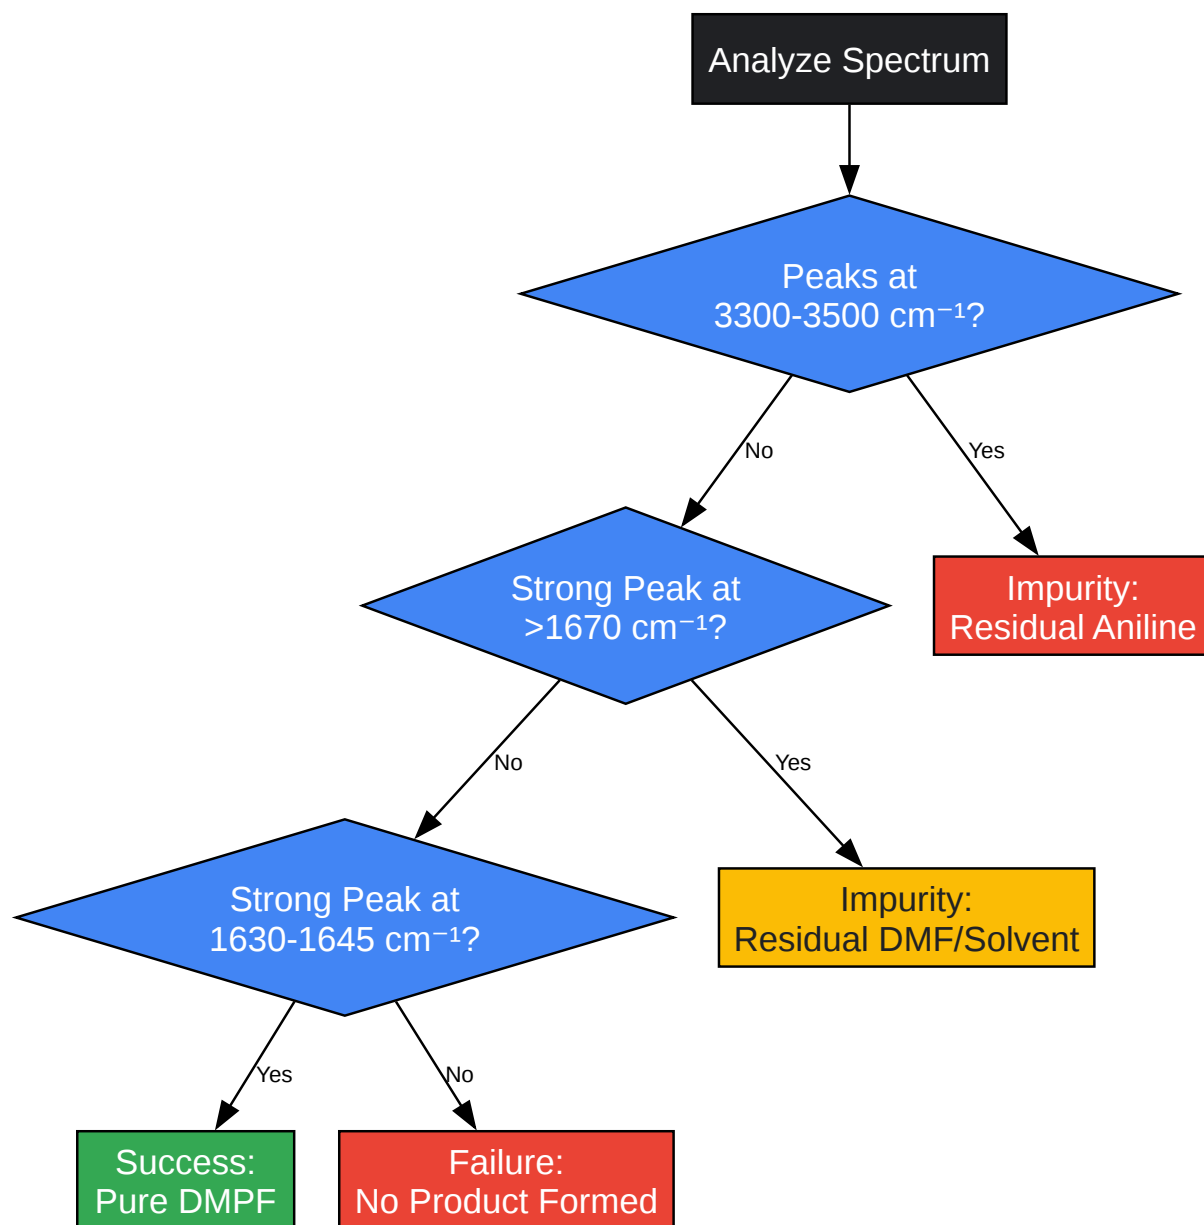 Analyze Spectrum
Peaks at
3300-3500 cm⁻¹?
No
Yes
Strong Peak at
>1670 cm⁻¹?
Impurity:
Residual Aniline
No
Yes
Strong Peak at
1630-1645 cm⁻¹?
Impurity:
Residual DMF/Solvent
Yes
No
Success:
Pure DMPF
Failure:
No Product Formed